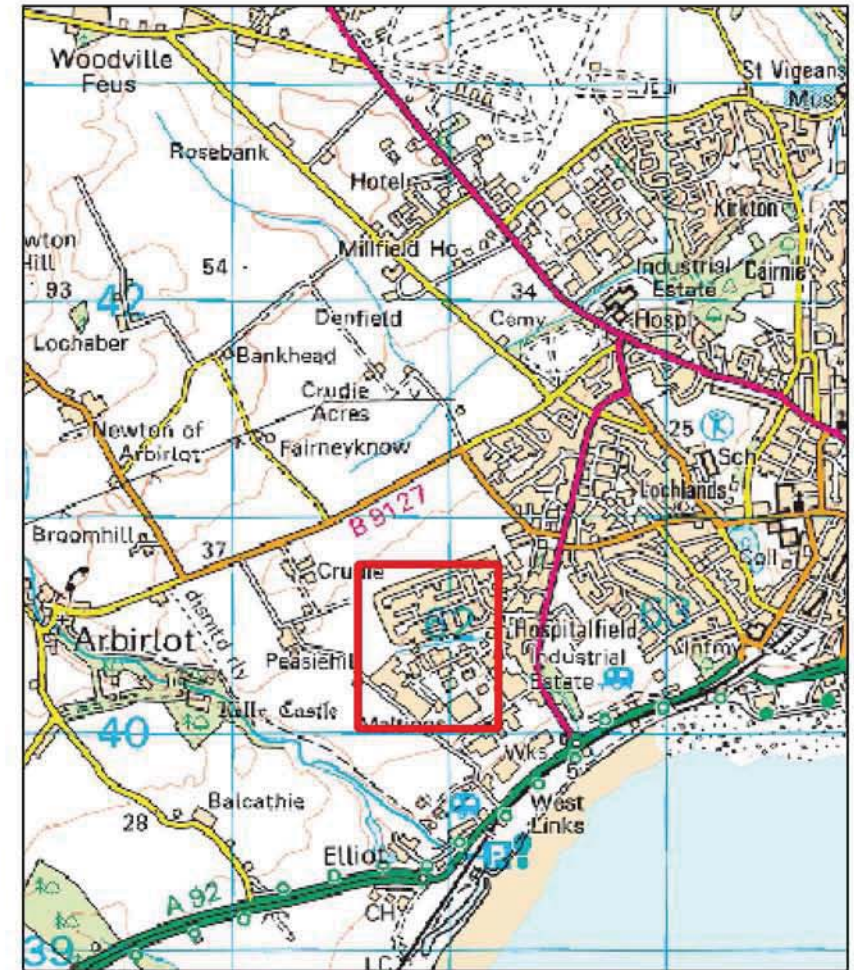 Woodville
Feus
St Vigeans
Mus
Rosebank
Hotel
Kirkton
Millfield Ho
54
93
42
34
Industrial
Estate
Cairnie
Lochaber
Denfield
Cemy
Hospl
Bankhead
Crudie
Acres
25
Newton of
Arbirlot
Fairneyknow
Sch
Lochlands
B 9127
Broomhill
37
Coll
Crudie
dismtd rly
62
63
Arbirlot
Hospitalfield
Industrial
Estate
Infmy
Peasiehill
Kelly Castle
Maltings
40
Wks
5
Balcathie
West
Links
28
Elliot
P
A 92
CH
39
LC